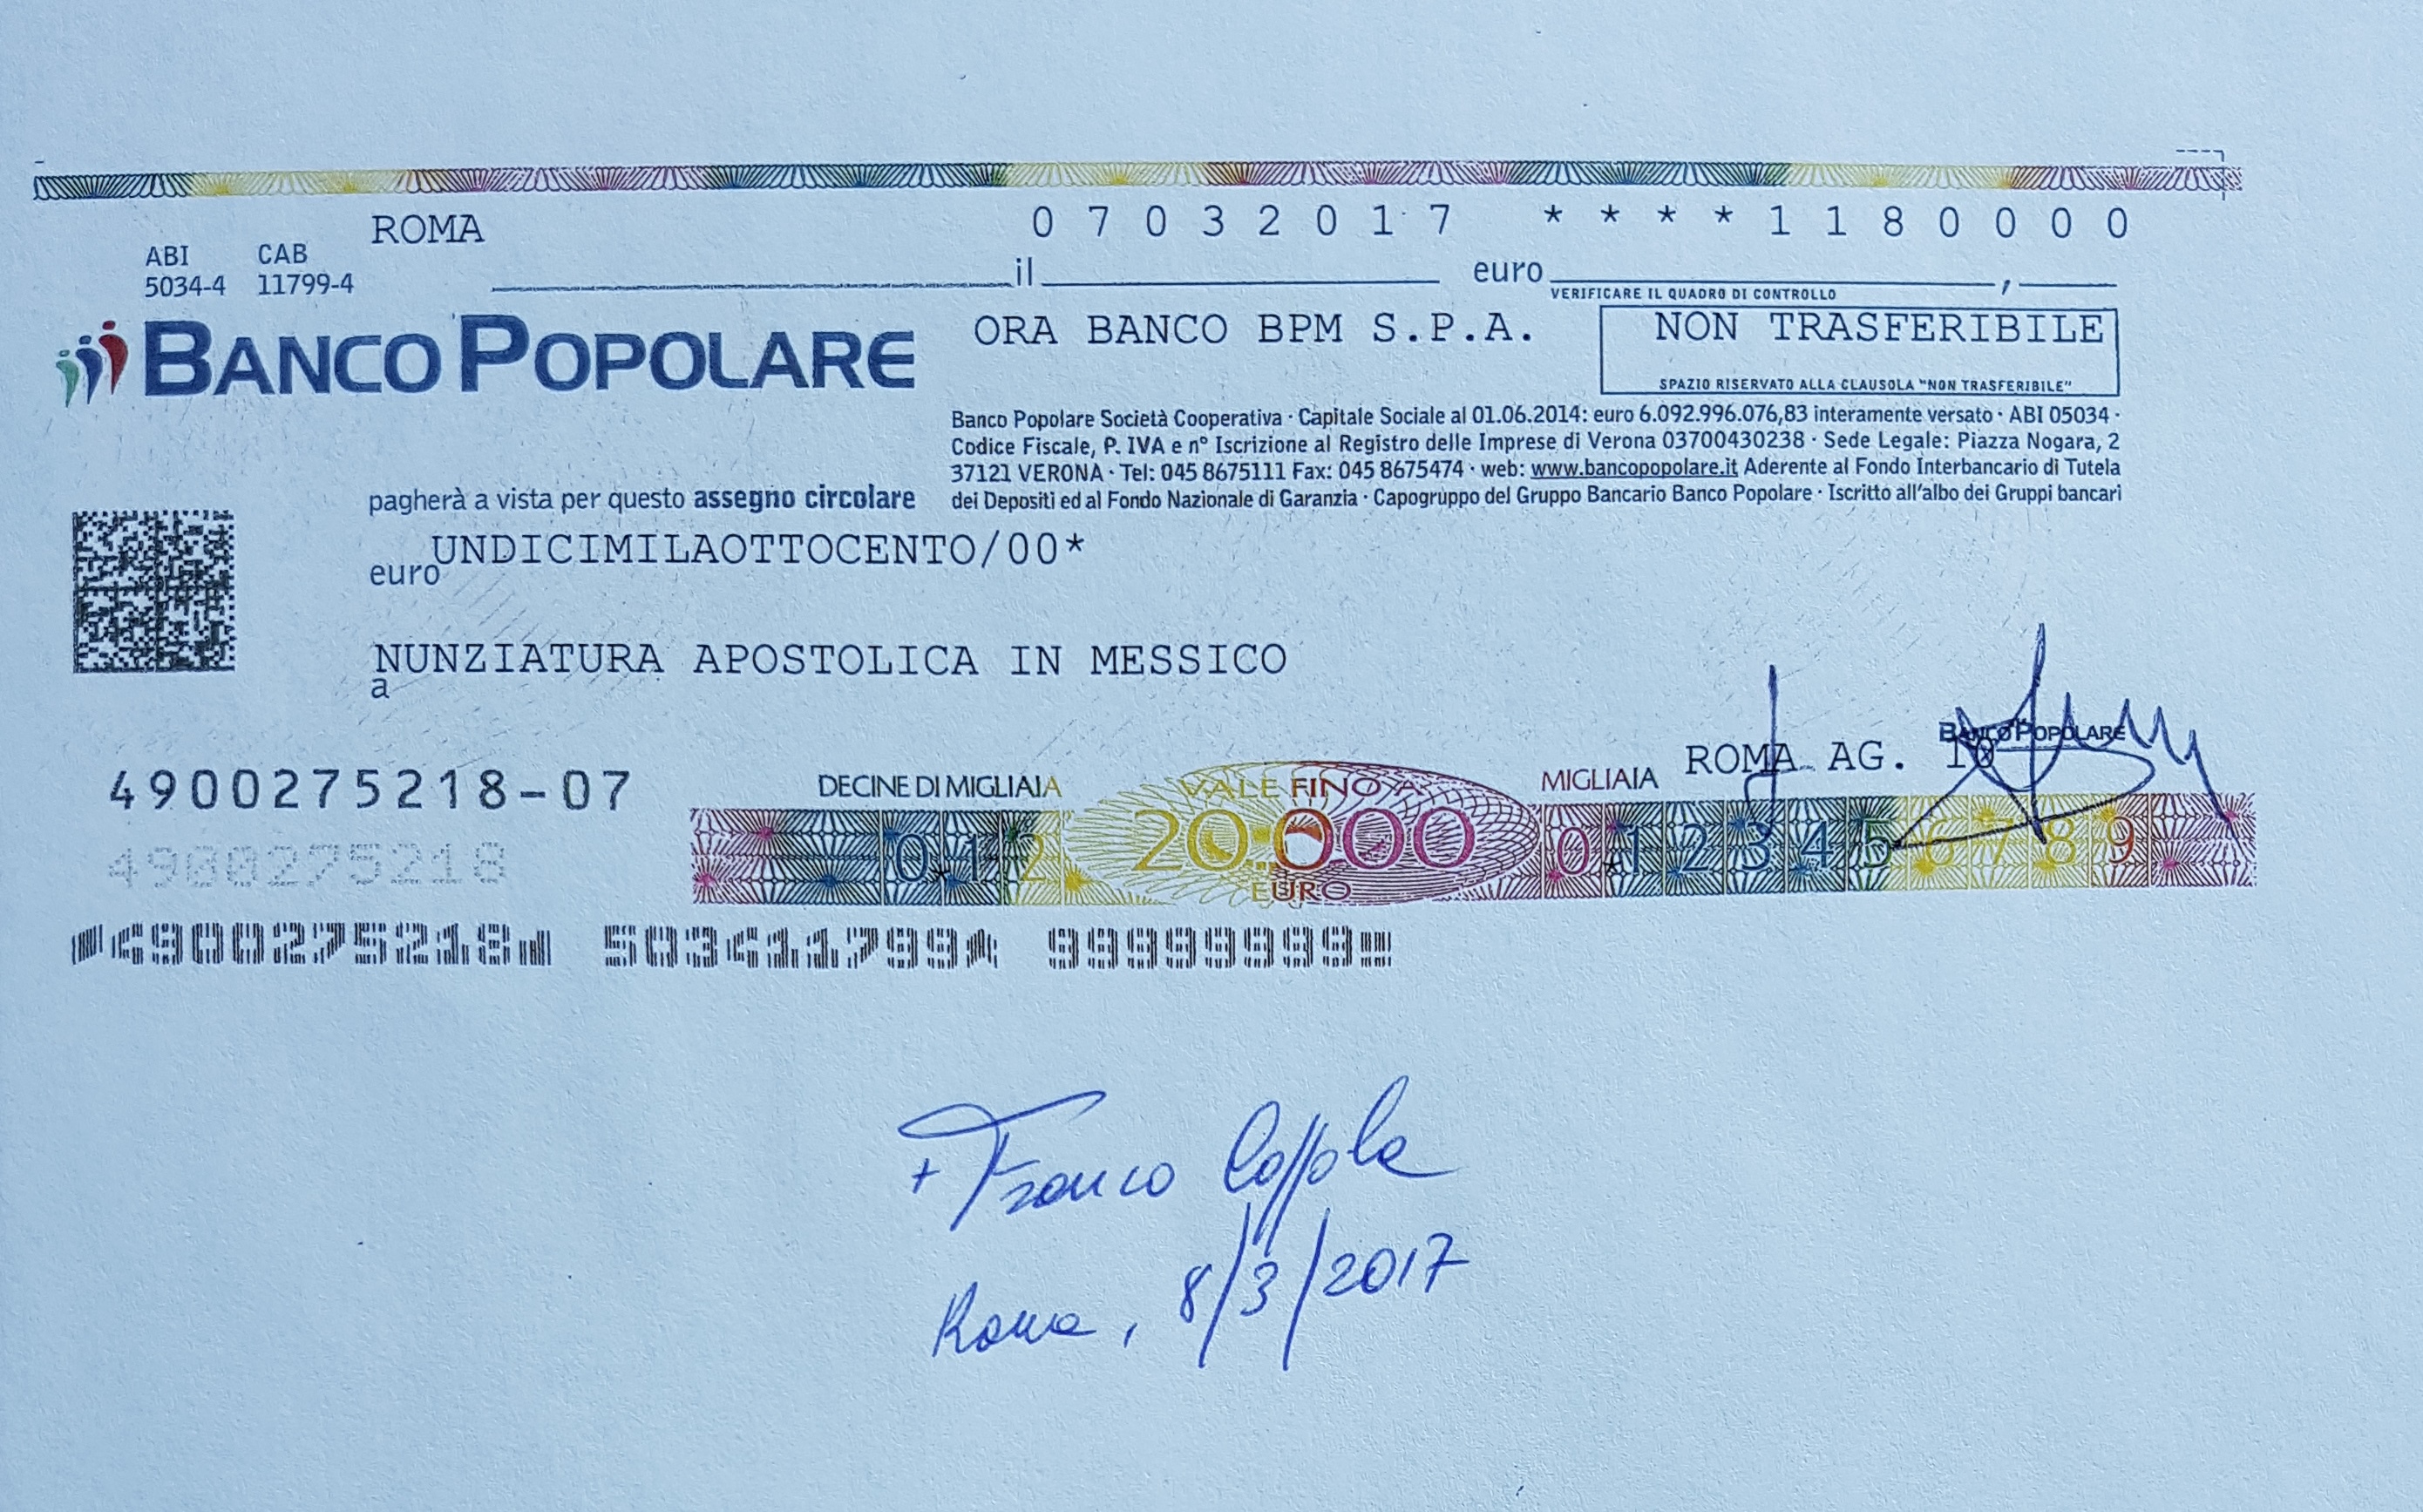 ROMA 07032017 ****1180000
ABI CAB
5034-4 11799-4 il euro ,
VERIFICARE IL QUADRO DI CONTROLLO
BANCO POPOLARE ORA BANCO BPM S.P.A. NON TRASFERIBILE
SPAZIO RISERVATO ALLA CLAUSOLA "NON TRASFERIBILE"
Banco Popolare Società Cooperativa · Capitale Sociale al 01.06.2014: euro 6.092.996.076,83 interamente versato · ABI 05034 ·
Codice Fiscale, P. IVA e n° Iscrizione al Registro delle Imprese di Verona 03700430238 · Sede Legale: Piazza Nogara, 2
37121 VERONA · Tel: 045 8675111 Fax: 045 8675474 · web: www.bancopopolare.it Aderente al Fondo Interbancario di Tutela
dei Depositi ed al Fondo Nazionale di Garanzia · Capogruppo del Gruppo Bancario Banco Popolare · Iscritto all'albo dei Gruppi bancari
pagherà a vista per questo assegno circolare
euro UNDICIMILAOTTOCENTO/00*
a NUNZIATURA APOSTOLICA IN MESSICO
BANCO POPOLARE
ROMA AG. 10
4900275218-07
DECINE DI MIGLIAIA VALE FINO A MIGLIAIA
0 1 2 20.000 0 1 2 3 4 5 6 7 8 9
EURO
4900275218
4900275218 503411799 99999999
+ Franco Coppola
Roma, 8/3/2017